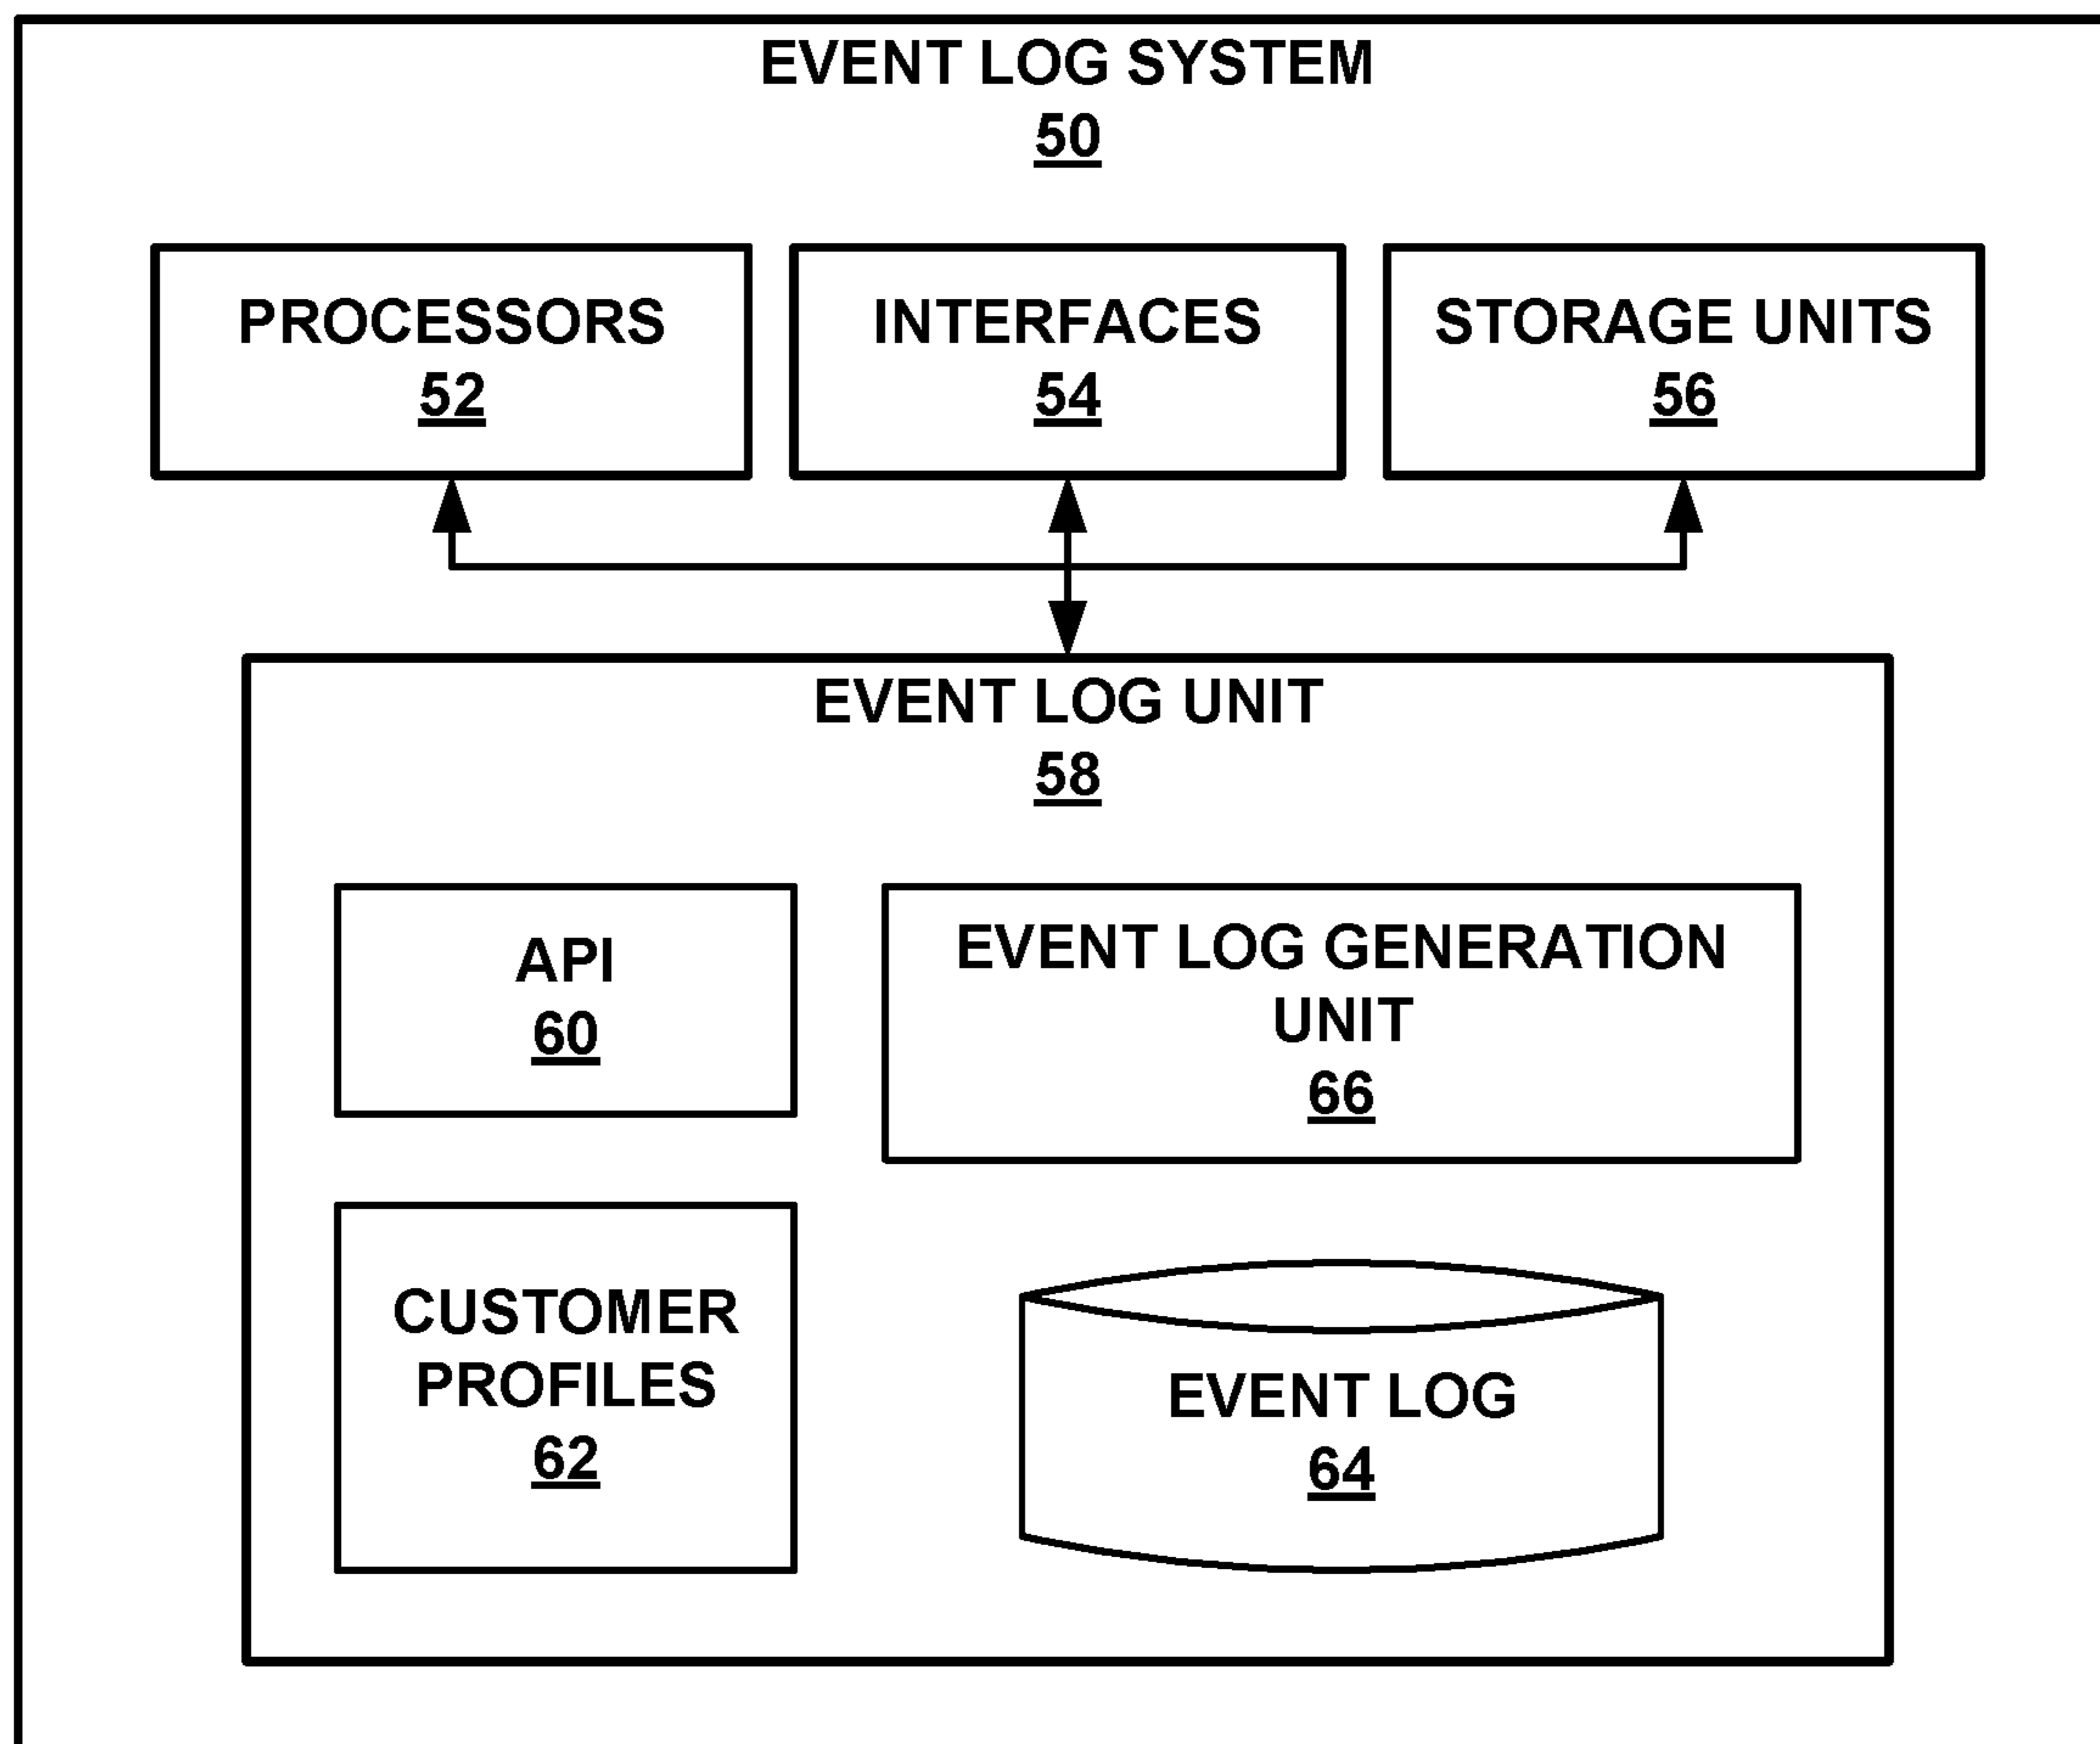 EVENT LOG SYSTEM
50
PROCESSORS
52
INTERFACES
54
STORAGE UNITS
56
EVENT LOG UNIT
58
API
60
EVENT LOG GENERATION
UNIT
66
CUSTOMER
PROFILES
62
EVENT LOG
64